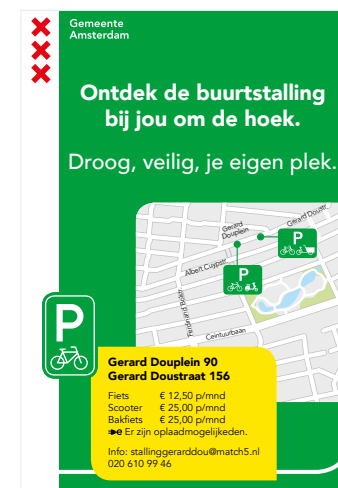 Gemeente
Amsterdam
Ontdek de buurtstalling
bij jou om de hoek.
Droog, veilig, je eigen plek.
Gerard
Douplein
Gerard Doustr.
P
Albert Cuypstr.
P
Ferdinand Bolstr.
Ceintuurbaan
P
Gerard Douplein 90
Gerard Doustraat 156
Fiets € 12,50 p/mnd
Scooter € 25,00 p/mnd
Bakfiets € 25,00 p/mnd
Er zijn oplaadmogelijkeden.
Info: stallinggerarddou@match5.nl
020 610 99 46